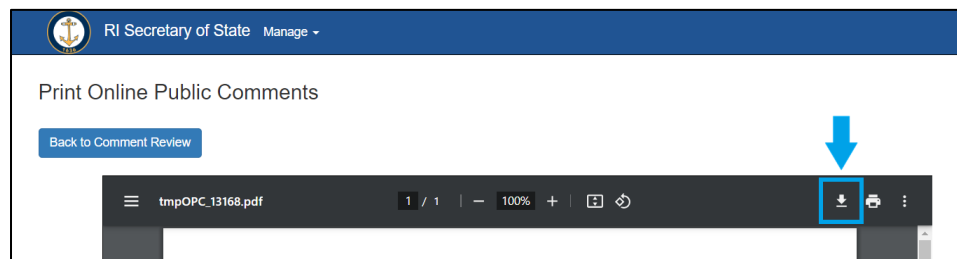 RI Secretary of State Manage
Print Online Public Comments
Back to Comment Review
tmpOPC_13168.pdf 1 / 1 | − 100% + |